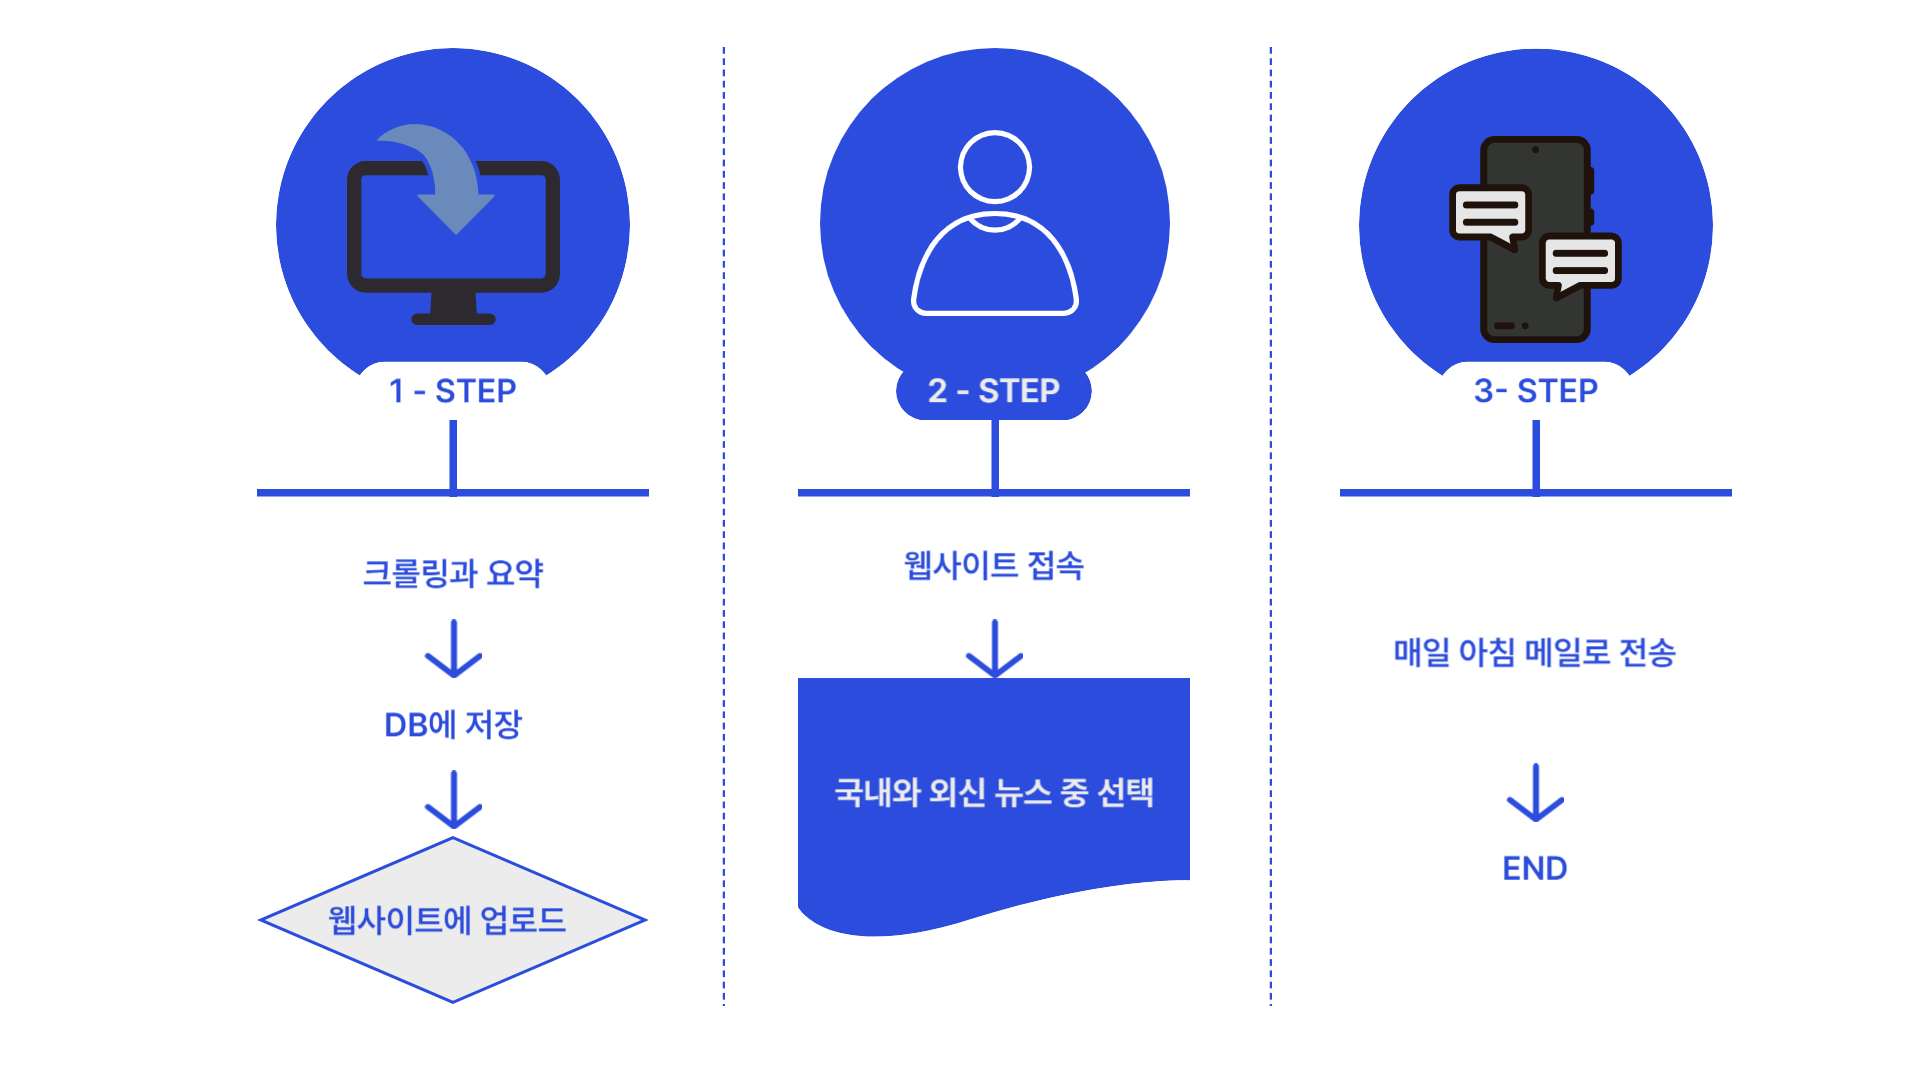 1 - STEP
크롤링과 요약
DB에 저장
웹사이트에 업로드
2 - STEP
웹사이트 접속
국내와 외신 뉴스 중 선택
3- STEP
매일 아침 메일로 전송
END